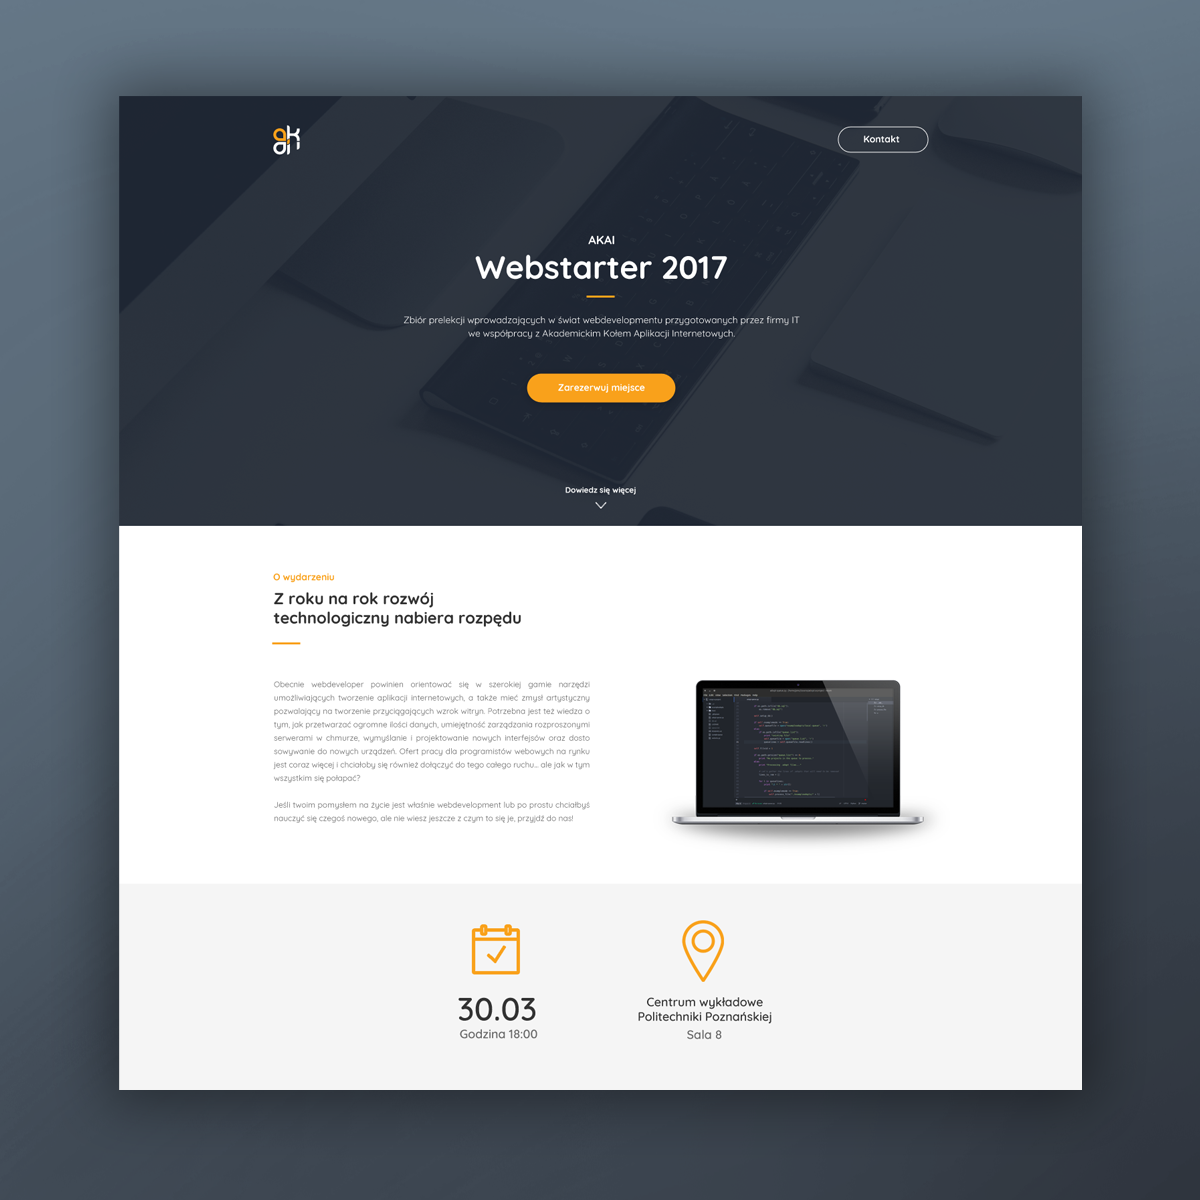 akai
Kontakt
AKAI
Webstarter 2017
Zbiór prelekcji wprowadzających w świat webdevelopmentu przygotowanych przez firmy IT
we współpracy z Akademickim Kołem Aplikacji Internetowych.
Zarezerwuj miejsce
Dowiedz się więcej
O wydarzeniu
Z roku na rok rozwój
technologiczny nabiera rozpędu
Obecnie webdeveloper powinien orientować się w szerokiej gamie narzędzi
umożliwiających tworzenie aplikacji internetowych, a także mieć zmysł artystyczny
pozwalający na tworzenie przyciągających wzrok witryn. Potrzebna jest też wiedza o
tym, jak przetwarzać ogromne ilości danych, umiejętność zarządzania rozproszonymi
serwerami w chmurze, wymyślanie i projektowanie nowych interfejsów oraz dosto
sowywanie do nowych urządzeń. Ofert pracy dla programistów webowych na rynku
jest coraz więcej i chciałoby się również dołączyć do tego całego ruchu... ale jak w tym
wszystkim się połapać?
Jeśli twoim pomysłem na życie jest właśnie webdevelopment lub po prostu chciałbyś
nauczyć się czegoś nowego, ale nie wiesz jeszcze z czym to się je, przyjdź do nas!
30.03
Godzina 18:00
Centrum wykładowe
Politechniki Poznańskiej
Sala 8